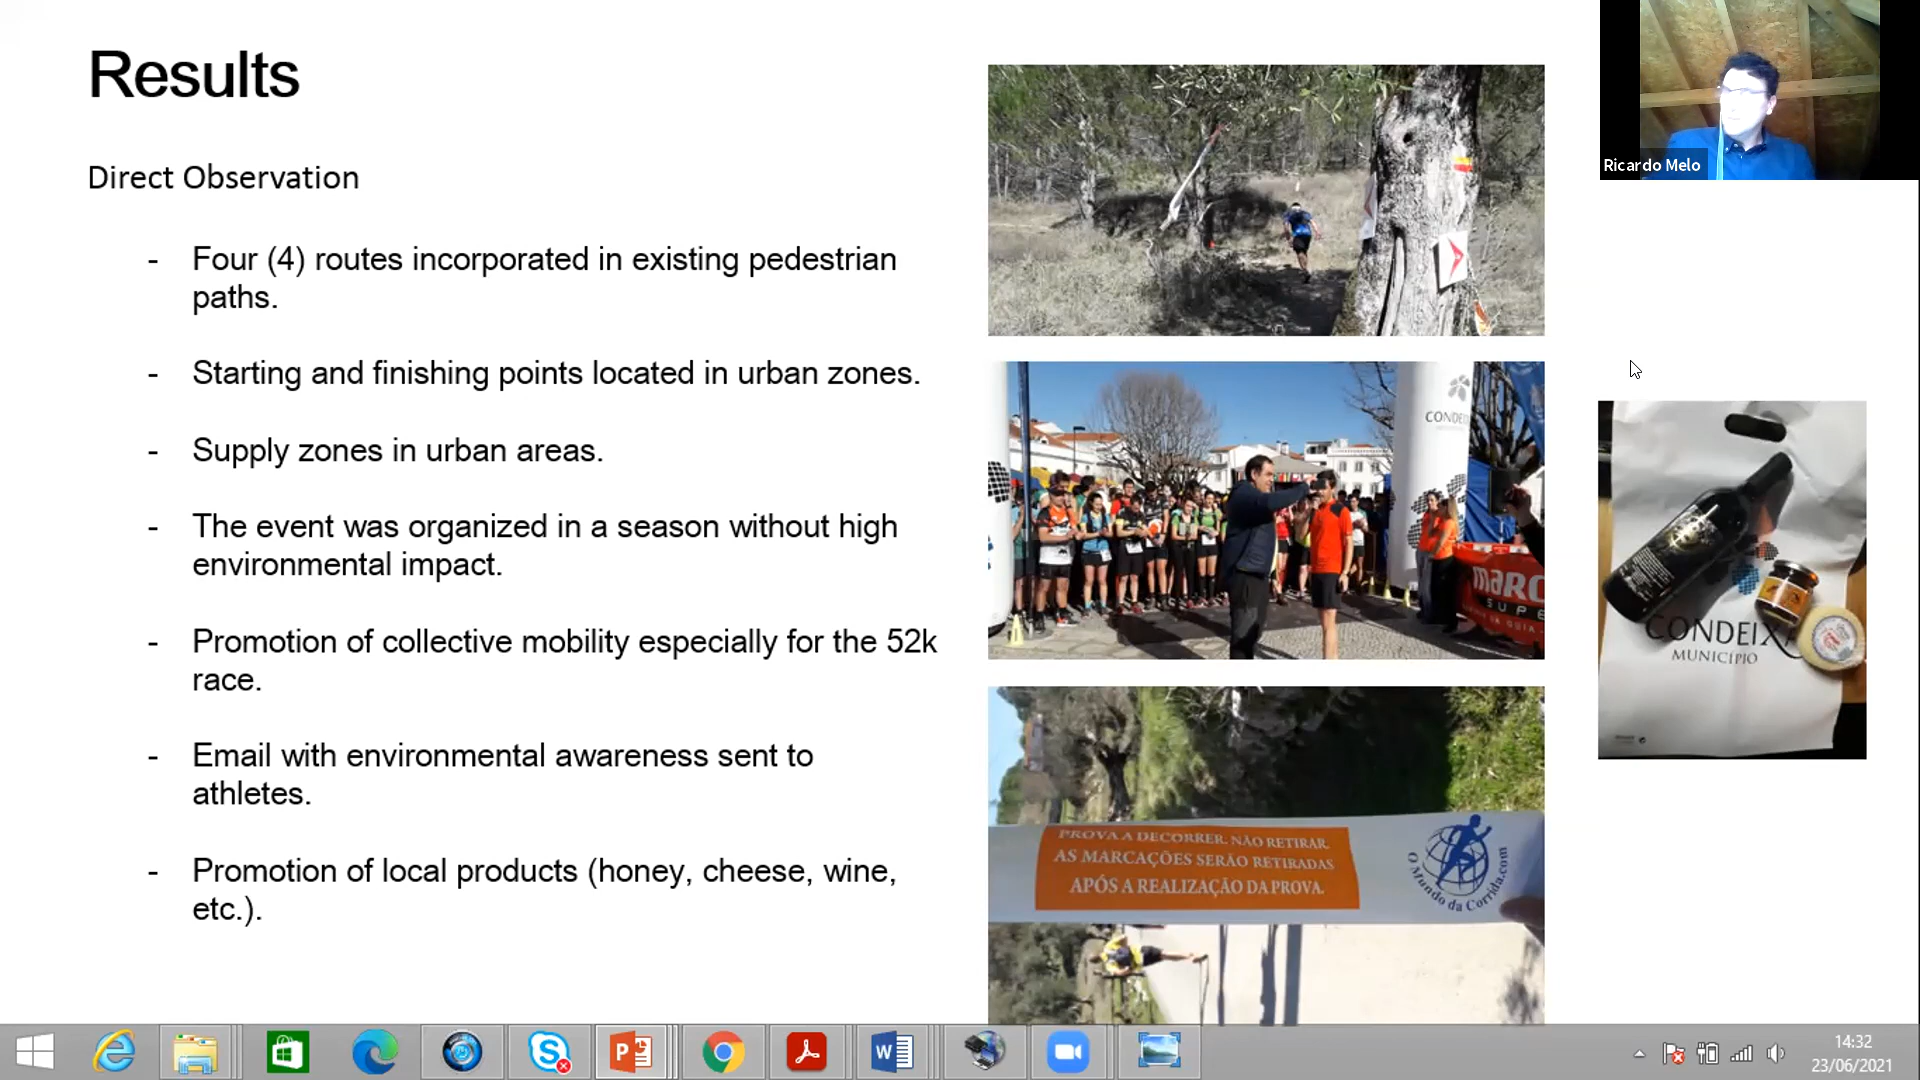 Results
Direct Observation
- Four (4) routes incorporated in existing pedestrian
paths.
- Starting and finishing points located in urban zones.
- Supply zones in urban areas.
- The event was organized in a season without high
environmental impact.
- Promotion of collective mobility especially for the 52k
race.
- Email with environmental awareness sent to
athletes.
- Promotion of local products (honey, cheese, wine,
etc.).
CONDEIX
MARC
SUPE
PROVA A DECORRER. NÃO RETIRAR.
AS MARCAÇÕES SERÃO RETIRADAS
APÓS A REALIZAÇÃO DA PROVA.
O Mundo da Corrida.com
Ricardo Melo
CONDEIXA
MUNICÍPIO
14:32
23/06/2021